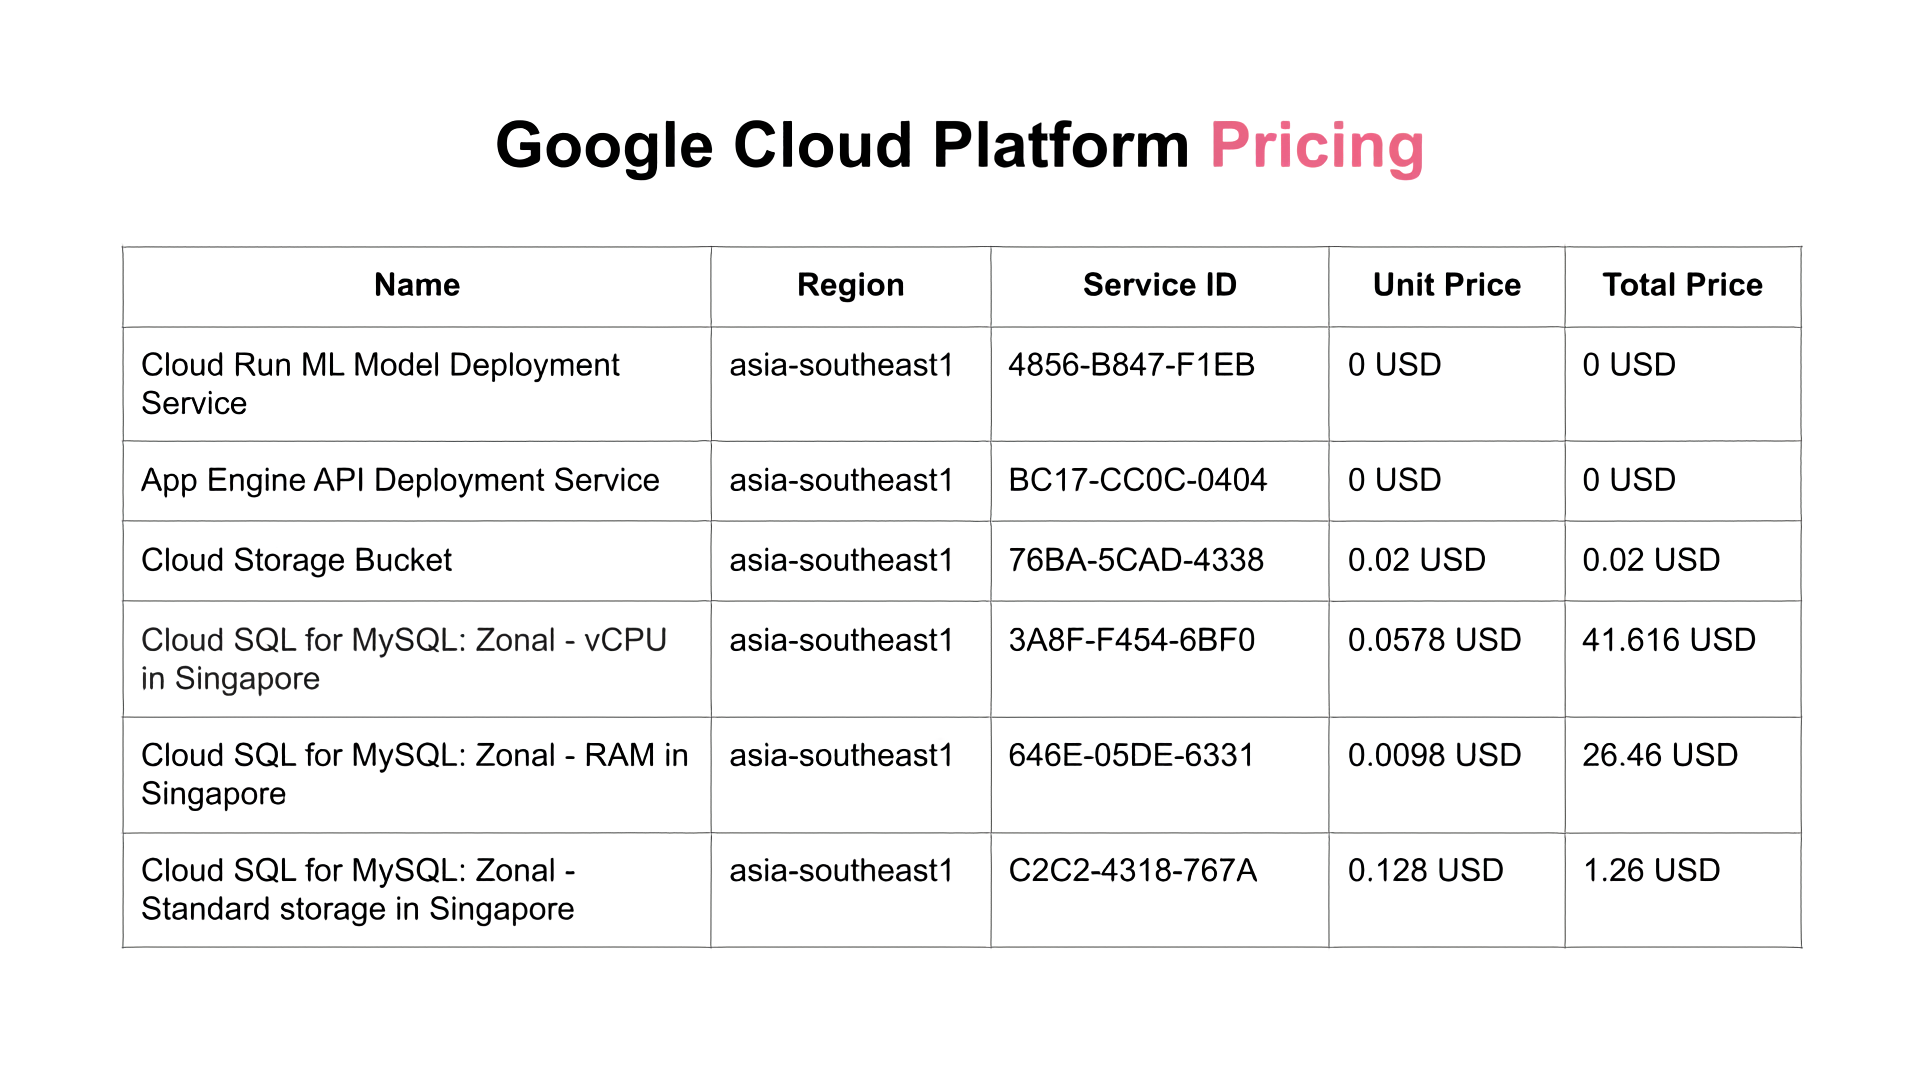 Google Cloud Platform Pricing
Name Region Service ID Unit Price Total Price
Cloud Run ML Model Deployment asia-southeast1 4856-B847-F1EB 0 USD 0 USD
Service
App Engine API Deployment Service asia-southeast1 BC17-CC0C-0404 0 USD 0 USD
Cloud Storage Bucket asia-southeast1 76BA-5CAD-4338 0.02 USD 0.02 USD
Cloud SQL for MySQL: Zonal - vCPU asia-southeast1 3A8F-F454-6BF0 0.0578 USD 41.616 USD
in Singapore
Cloud SQL for MySQL: Zonal - RAM in asia-southeast1 646E-05DE-6331 0.0098 USD 26.46 USD
Singapore
Cloud SQL for MySQL: Zonal - asia-southeast1 C2C2-4318-767A 0.128 USD 1.26 USD
Standard storage in Singapore